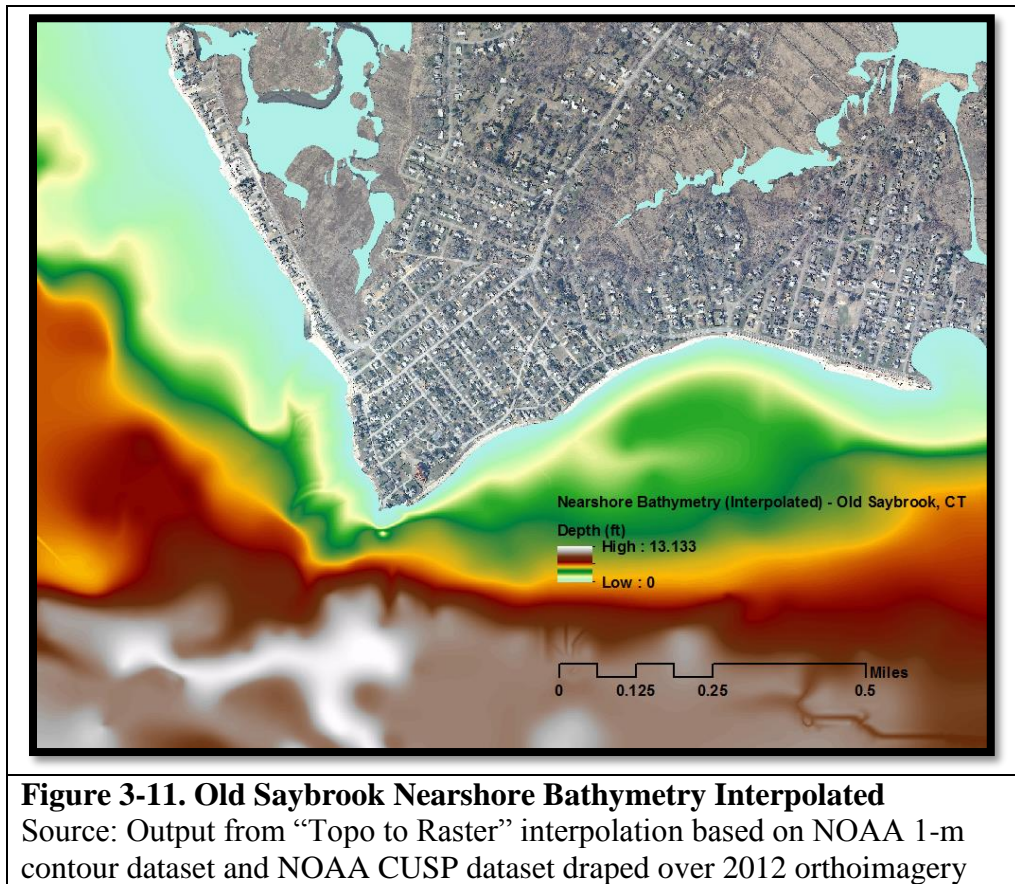 Nearshore Bathymetry (Interpolated) - Old Saybrook, CT
Depth (ft)
High : 13.133
Low : 0
Miles
0 0.125 0.25 0.5
Figure 3-11. Old Saybrook Nearshore Bathymetry Interpolated
Source: Output from “Topo to Raster” interpolation based on NOAA 1-m
contour dataset and NOAA CUSP dataset draped over 2012 orthoimagery